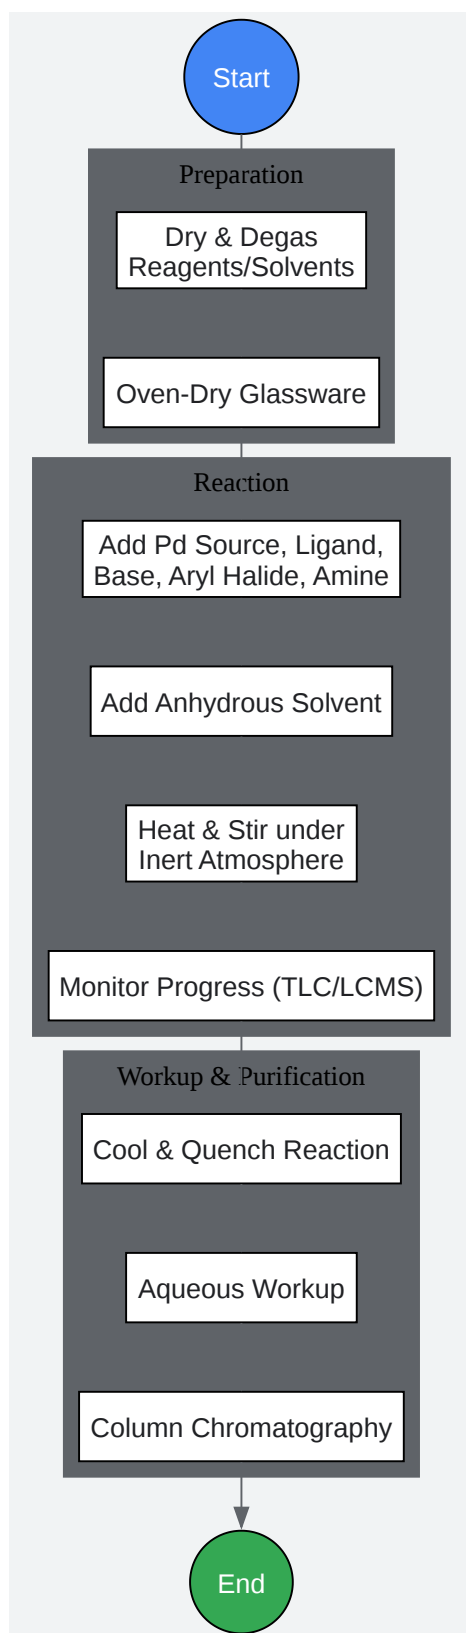 Start
Preparation
Dry & Degas
Reagents/Solvents
Oven-Dry Glassware
Reaction
Add Pd Source, Ligand,
Base, Aryl Halide, Amine
Add Anhydrous Solvent
Heat & Stir under
Inert Atmosphere
Monitor Progress (TLC/LCMS)
Workup & Purification
Cool & Quench Reaction
Aqueous Workup
Column Chromatography
End